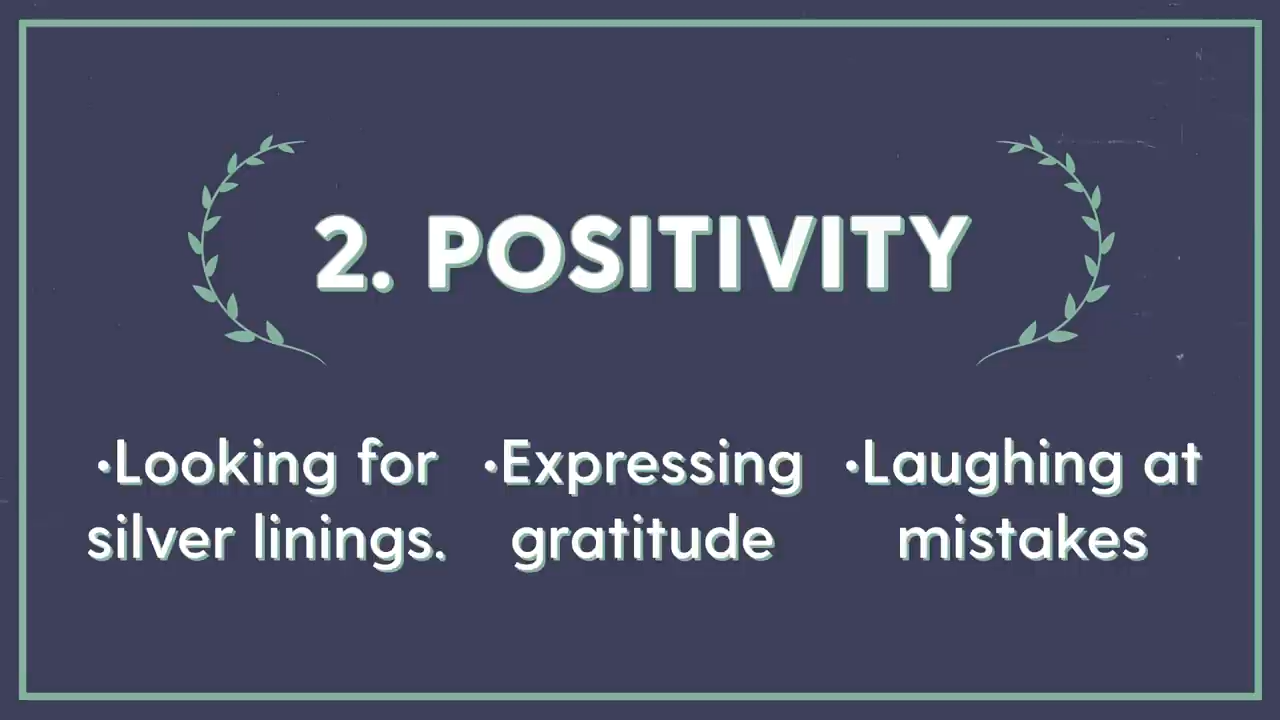 2. POSITIVITY
•Looking for
silver linings.
•Expressing
gratitude
•Laughing at
mistakes